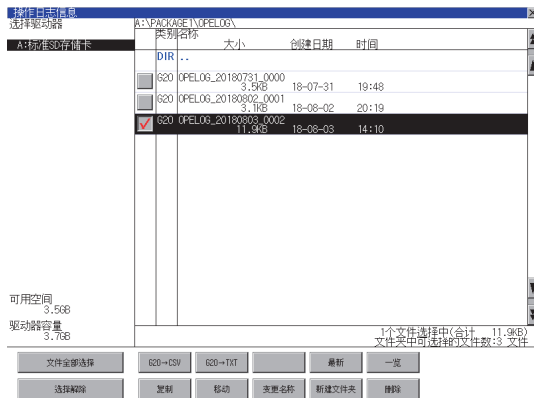 操作日志信息
选择驱动器
A:\PACKAGE1\OPELOG\
A:标准SD存储卡
类别 名称
大小 创建日期 时间
DIR ..
G2O OPELOG_20180731_0000
3.5KB 18-07-31 19:48
G2O OPELOG_20180802_0001
3.1KB 18-08-02 20:19
G2O OPELOG_20180803_0002
11.9KB 18-08-03 14:10
可用空间
3.5GB
驱动器容量
3.7GB
1个文件选择中(合计 11.9KB)
文件夹中可选择的文件数:3 文件
文件全部选择 G2O→CSV G2O→TXT 最新 一览
选择解除 复制 移动 变更名称 新建文件夹 删除